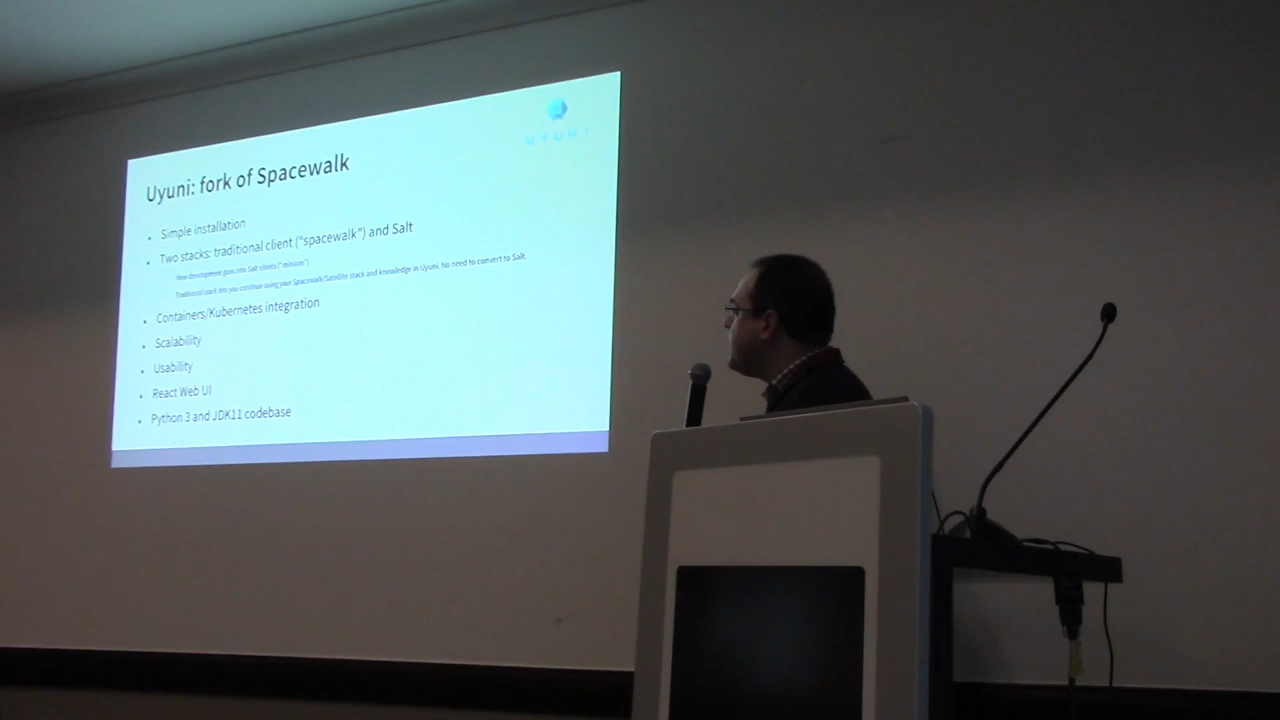 UYUNI
Uyuni: fork of Spacewalk
Simple installation
Two stacks: traditional client ("spacewalk") and Salt
New development goes into Salt clients ("minions")
Traditional stack lets you continue using your Spacewalk/Satellite stack and knowledge in Uyuni. No need to convert to Salt.
Containers/Kubernetes integration
Scalability
Usability
React Web UI
Python 3 and JDK11 codebase